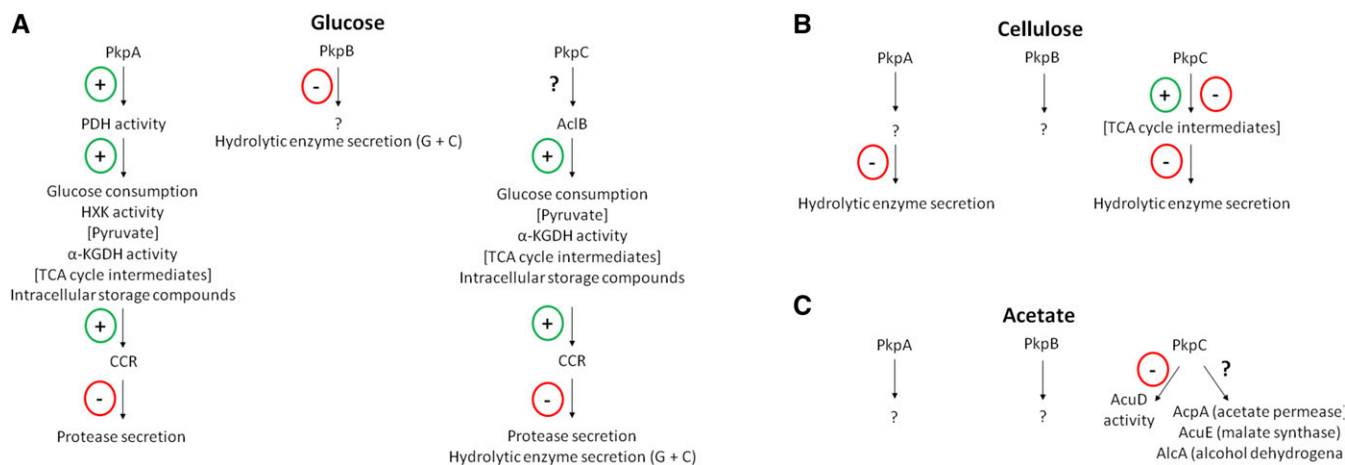 A
Glucose
PkpA
+
PDH activity
+
Glucose consumption
HXK activity
[Pyruvate]
α-KGDH activity
[TCA cycle intermediates]
Intracellular storage compounds
+
CCR
-
Protease secretion
PkpB
-
?
Hydrolytic enzyme secretion (G + C)
PkpC
?
AclB
+
Glucose consumption
[Pyruvate]
α-KGDH activity
[TCA cycle intermediates]
Intracellular storage compounds
+
CCR
-
Protease secretion
Hydrolytic enzyme secretion (G + C)
B
Cellulose
PkpA
?
-
Hydrolytic enzyme secretion
PkpB
?
PkpC
+ -
[TCA cycle intermediates]
-
Hydrolytic enzyme secretion
C
Acetate
PkpA
?
PkpB
?
PkpC
- ?
AcuD
activity
AcpA (acetate permease)
AcuE (malate synthase)
AlcA (alcohol dehydrogena